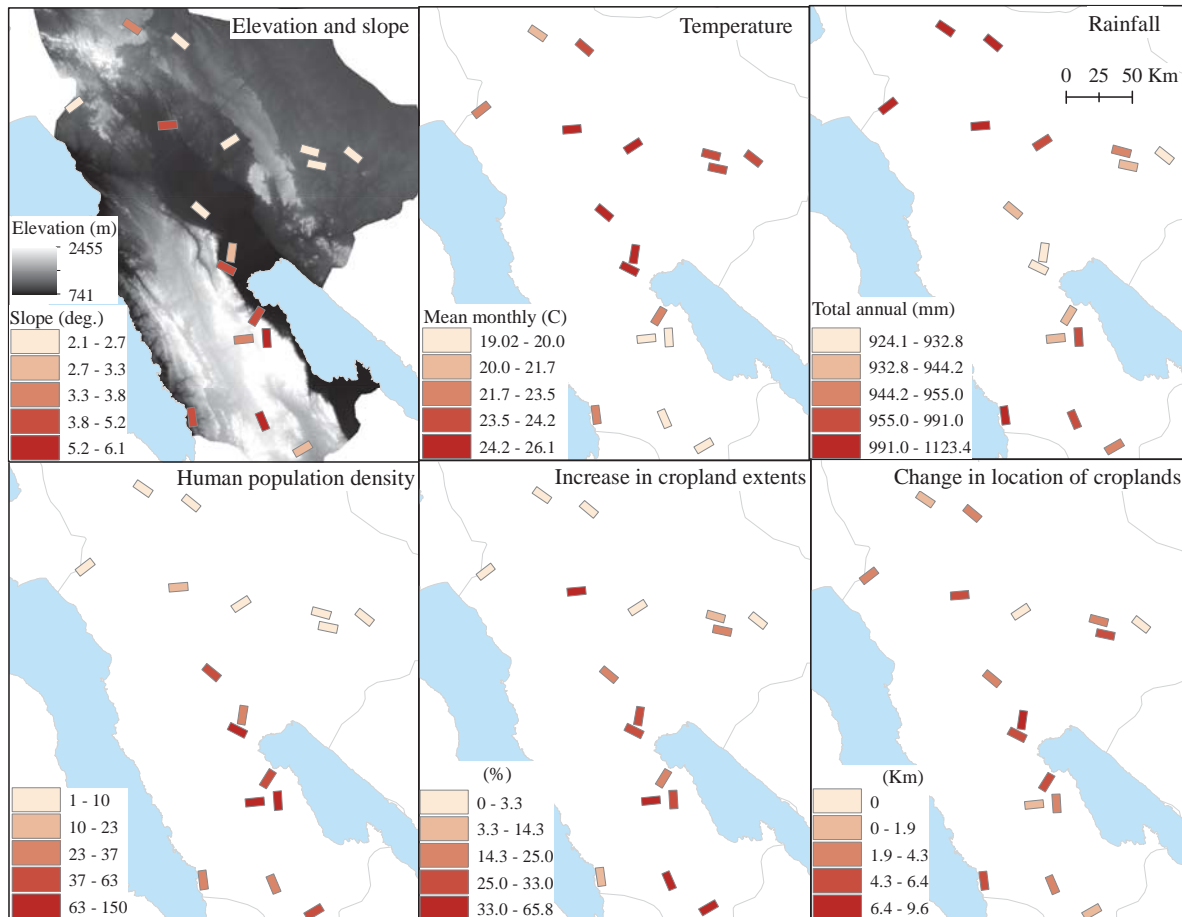 Elevation and slope
Elevation (m)
2455
741
Slope (deg.)
2.1 - 2.7
2.7 - 3.3
3.3 - 3.8
3.8 - 5.2
5.2 - 6.1
Temperature
Mean monthly (C)
19.02 - 20.0
20.0 - 21.7
21.7 - 23.5
23.5 - 24.2
24.2 - 26.1
Rainfall
0 25 50 Km
Total annual (mm)
924.1 - 932.8
932.8 - 944.2
944.2 - 955.0
955.0 - 991.0
991.0 - 1123.4
Human population density
1 - 10
10 - 23
23 - 37
37 - 63
63 - 150
Increase in cropland extents
(%)
0 - 3.3
3.3 - 14.3
14.3 - 25.0
25.0 - 33.0
33.0 - 65.8
Change in location of croplands
(Km)
0
0 - 1.9
1.9 - 4.3
4.3 - 6.4
6.4 - 9.6